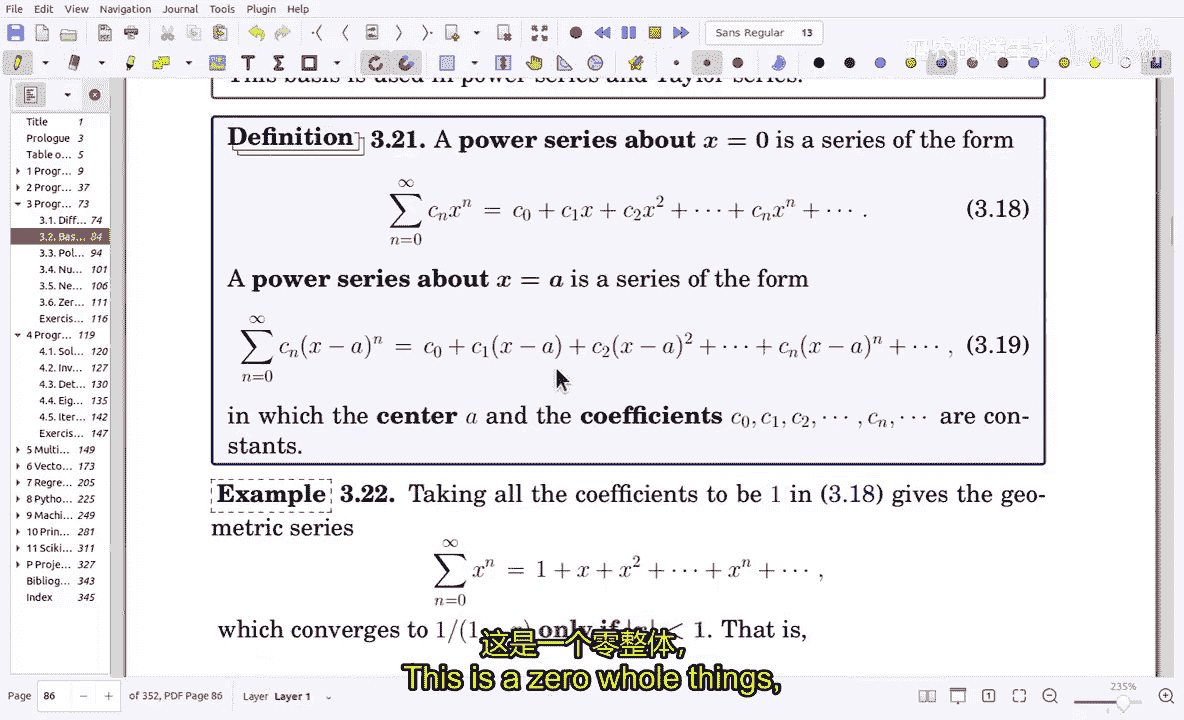 File Edit View Navigation Journal Tools Plugin Help
Sans Regular 13
This basis is used in power series and Taylor series.
Title 1
Prologue 3
Table o... 5
1 Progr... 9
2 Progr... 37
3 Progr... 73
3.1. Diff... 74
3.2. Bas... 84
3.3. Pol... 94
3.4. Nu... 101
3.5. Ne... 106
3.6. Zer... 111
Exercis... 116
4 Progr... 119
4.1. Sol... 120
4.2. Inv... 127
4.3. Det... 130
4.4. Eig... 135
4.5. Iter... 142
Exercis... 147
5 Multi... 149
6 Vecto... 173
7 Regre... 205
8 Pytho... 225
9 Machi... 249
10 Prin... 281
11 Sciki... 311
P Proje... 327
Bibliog... 343
Index 345
Definition 3.21. A power series about x = 0 is a series of the form
∑_{n=0}^{∞} c_n x^n = c_0 + c_1 x + c_2 x^2 + ⋯ + c_n x^n + ⋯ . (3.18)
A power series about x = a is a series of the form
∑_{n=0}^{∞} c_n (x − a)^n = c_0 + c_1 (x − a) + c_2 (x − a)^2 + ⋯ + c_n (x − a)^n + ⋯ , (3.19)
in which the center a and the coefficients c_0, c_1, c_2, ⋯ , c_n, ⋯ are con-
stants.
Example 3.22. Taking all the coefficients to be 1 in (3.18) gives the geo-
metric series
∑_{n=0}^{∞} x^n = 1 + x + x^2 + ⋯ + x^n + ⋯ ,
which converges to 1/(1 only if < 1. That is,
这是一个零整体，
This is a zero whole things,
Page 86 of 352, PDF Page 86 Layer Layer 1 235%